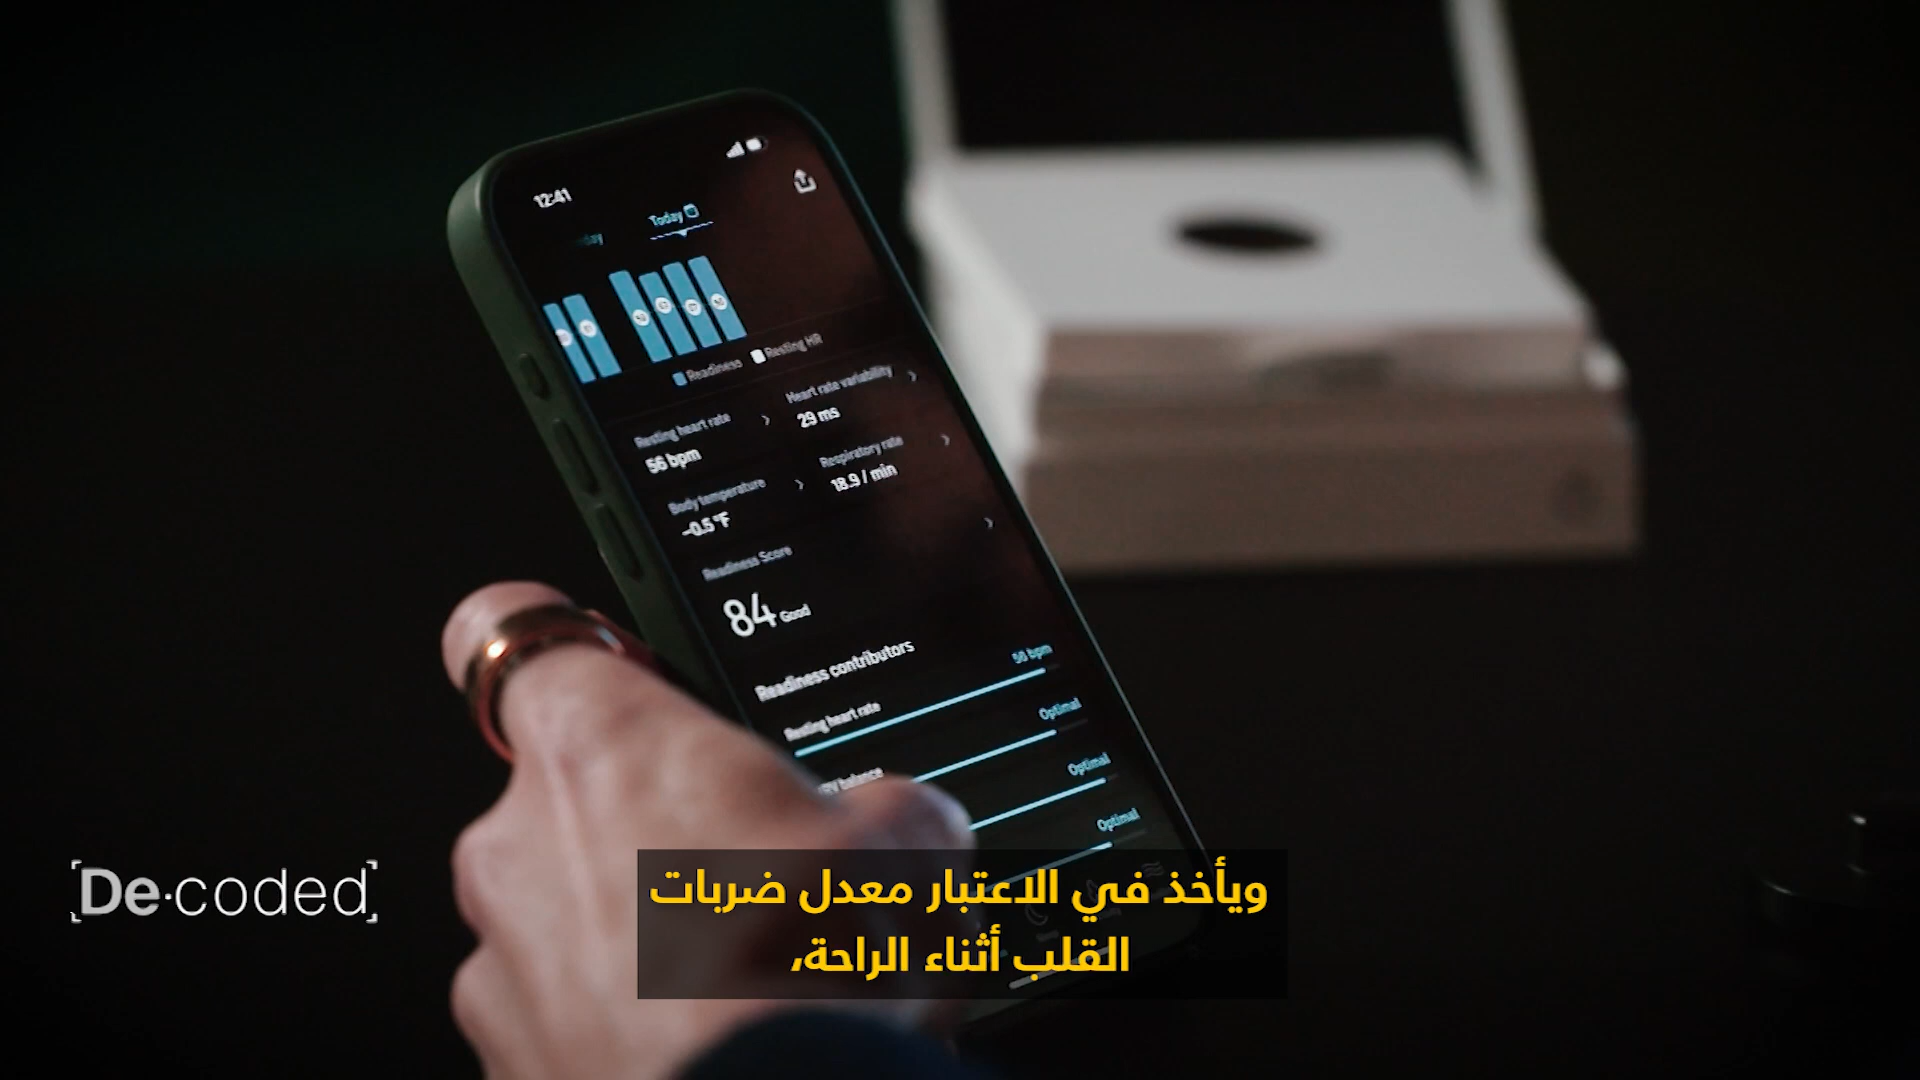 12:41
Today
Readiness
Resting HR
Resting heart rate
56 bpm
Heart rate variability
29 ms
Body temperature
-0.5 °F
Respiratory rate
18.9 / min
Readiness Score
84 Good
Readiness contributors
Resting heart rate
56 bpm
Optimal
balance
Optimal
Optimal
[De·coded]
ويأخذ في الاعتبار معدل ضربات
القلب أثناء الراحة،